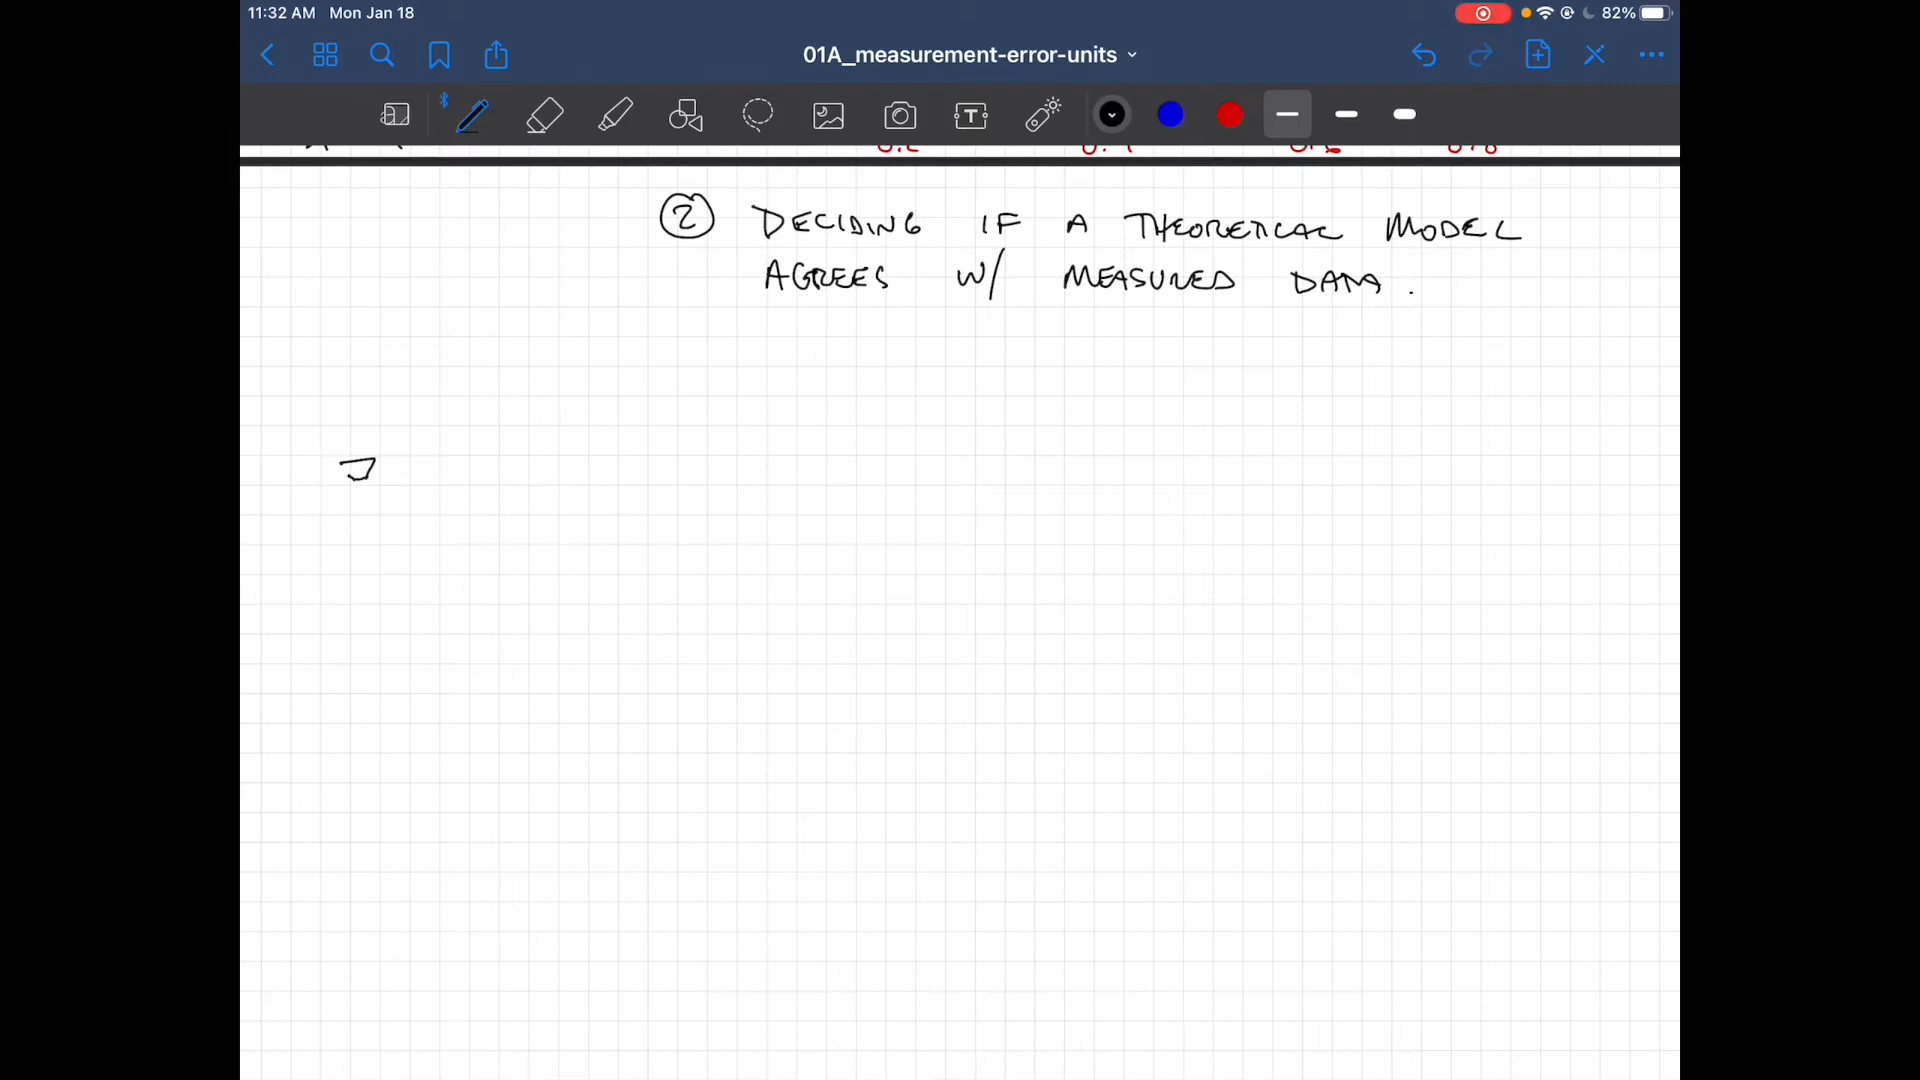 11:32 AM Mon Jan 18
82%
01A_measurement-error-units
T
② DECIDING IF A THEORETICAL MODEL
AGREES W/ MEASURED DATA.